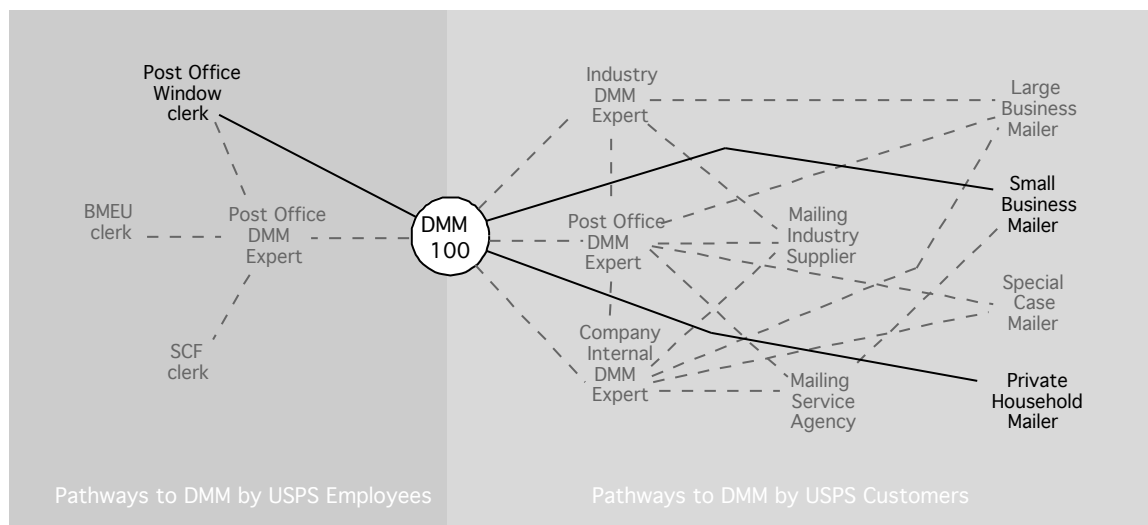 Post Office
Window
clerk
BMEU
clerk
Post Office
DMM
Expert
SCF
clerk
DMM
100
Industry
DMM
Expert
Post Office
DMM
Expert
Company
Internal
DMM
Expert
Mailing
Industry
Supplier
Mailing
Service
Agency
Large
Business
Mailer
Small
Business
Mailer
Special
Case
Mailer
Private
Household
Mailer
Pathways to DMM by USPS Employees
Pathways to DMM by USPS Customers